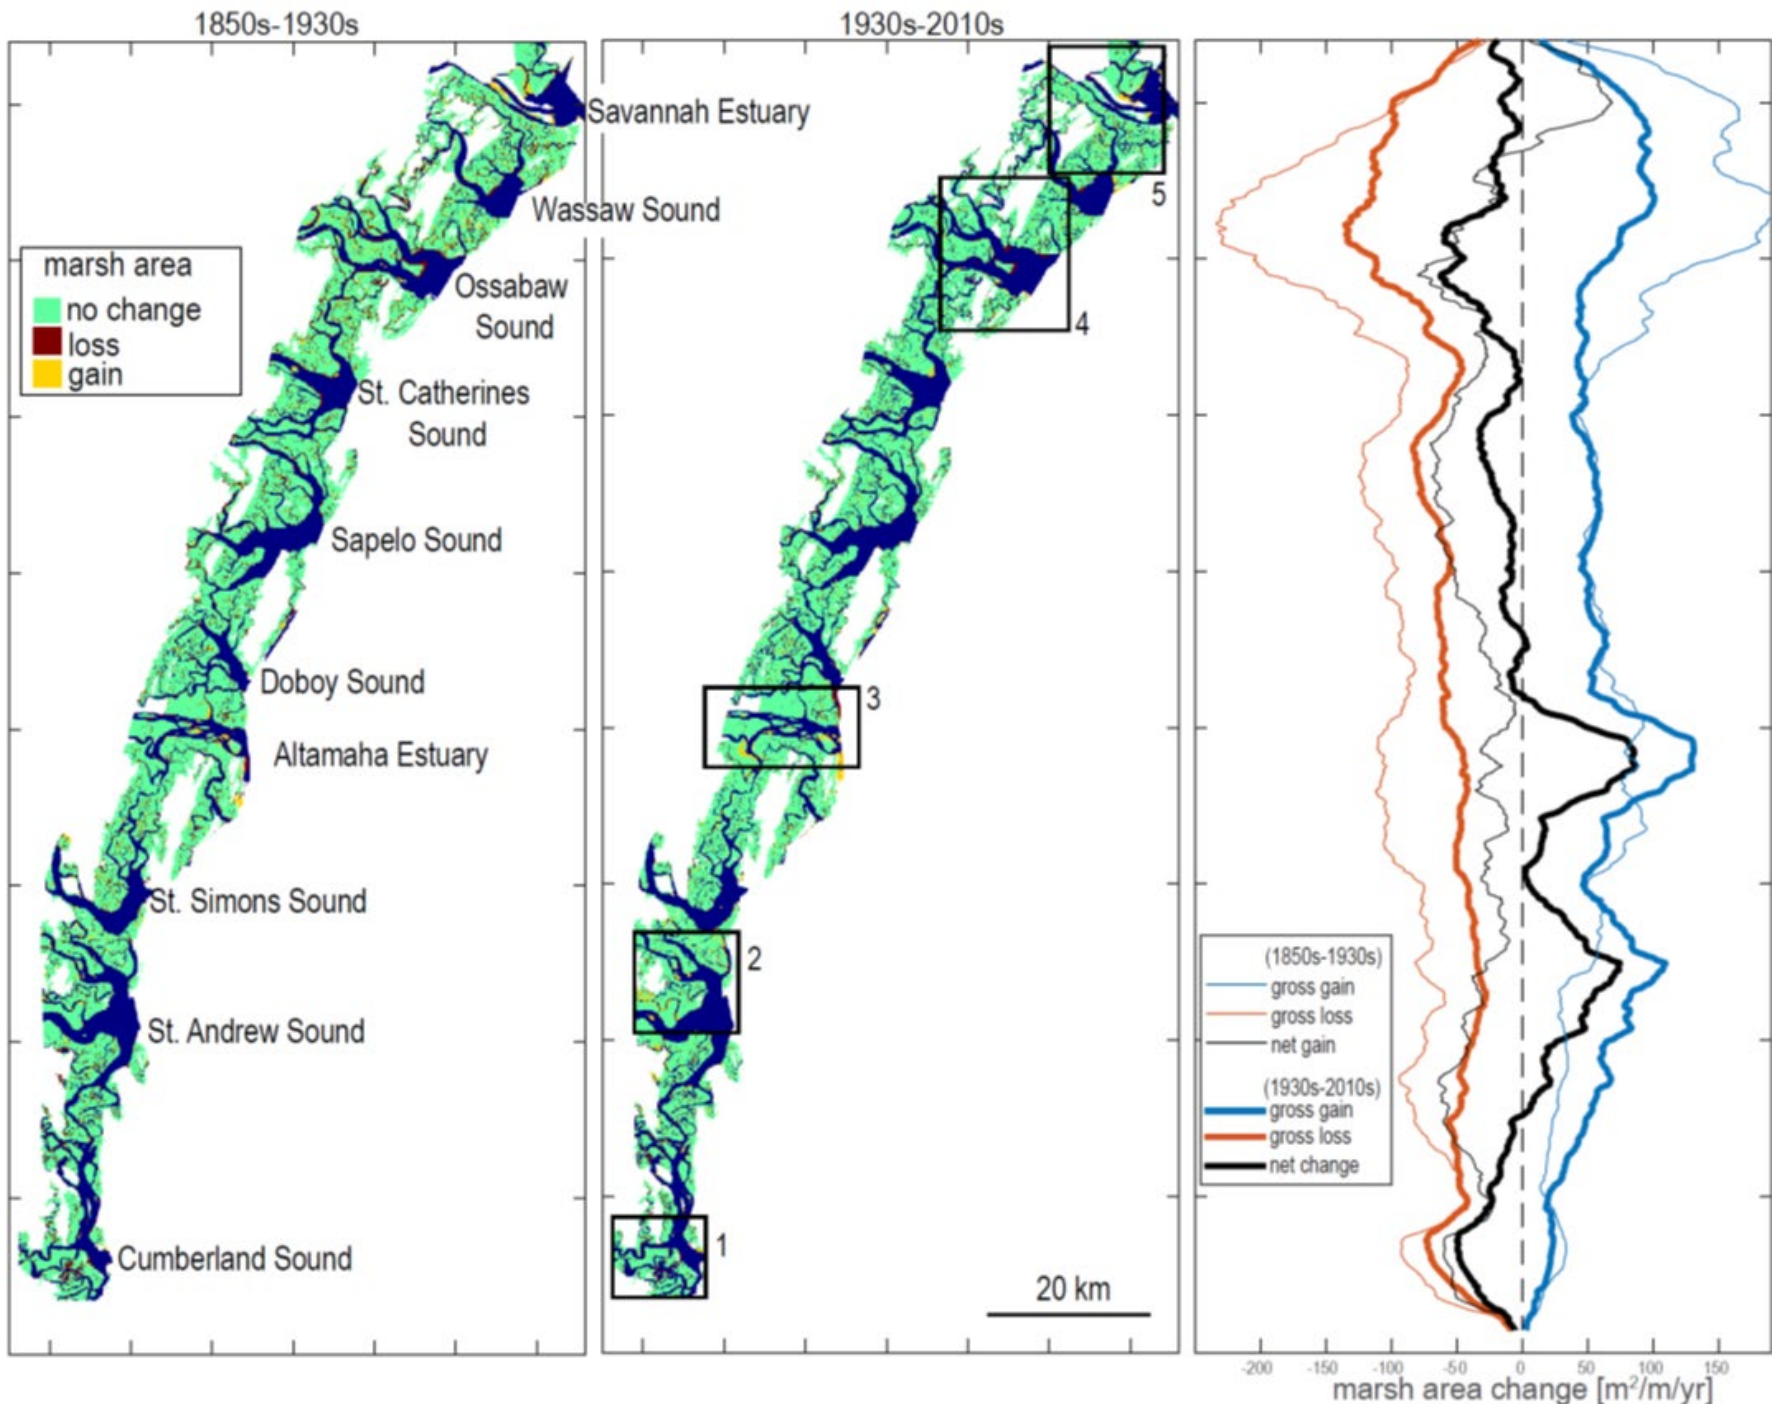 1850s-1930s
1930s-2010s
Savannah Estuary
Wassaw Sound
Ossabaw
Sound
St. Catherines
Sound
Sapelo Sound
Doboy Sound
Altamaha Estuary
St. Simons Sound
St. Andrew Sound
Cumberland Sound
marsh area
no change
loss
gain
5
4
3
2
1
20 km
(1850s-1930s)
gross gain
gross loss
net gain
(1930s-2010s)
gross gain
gross loss
net change
-200 -150 -100 -50 0 50 100 150
marsh area change [m²/m/yr]